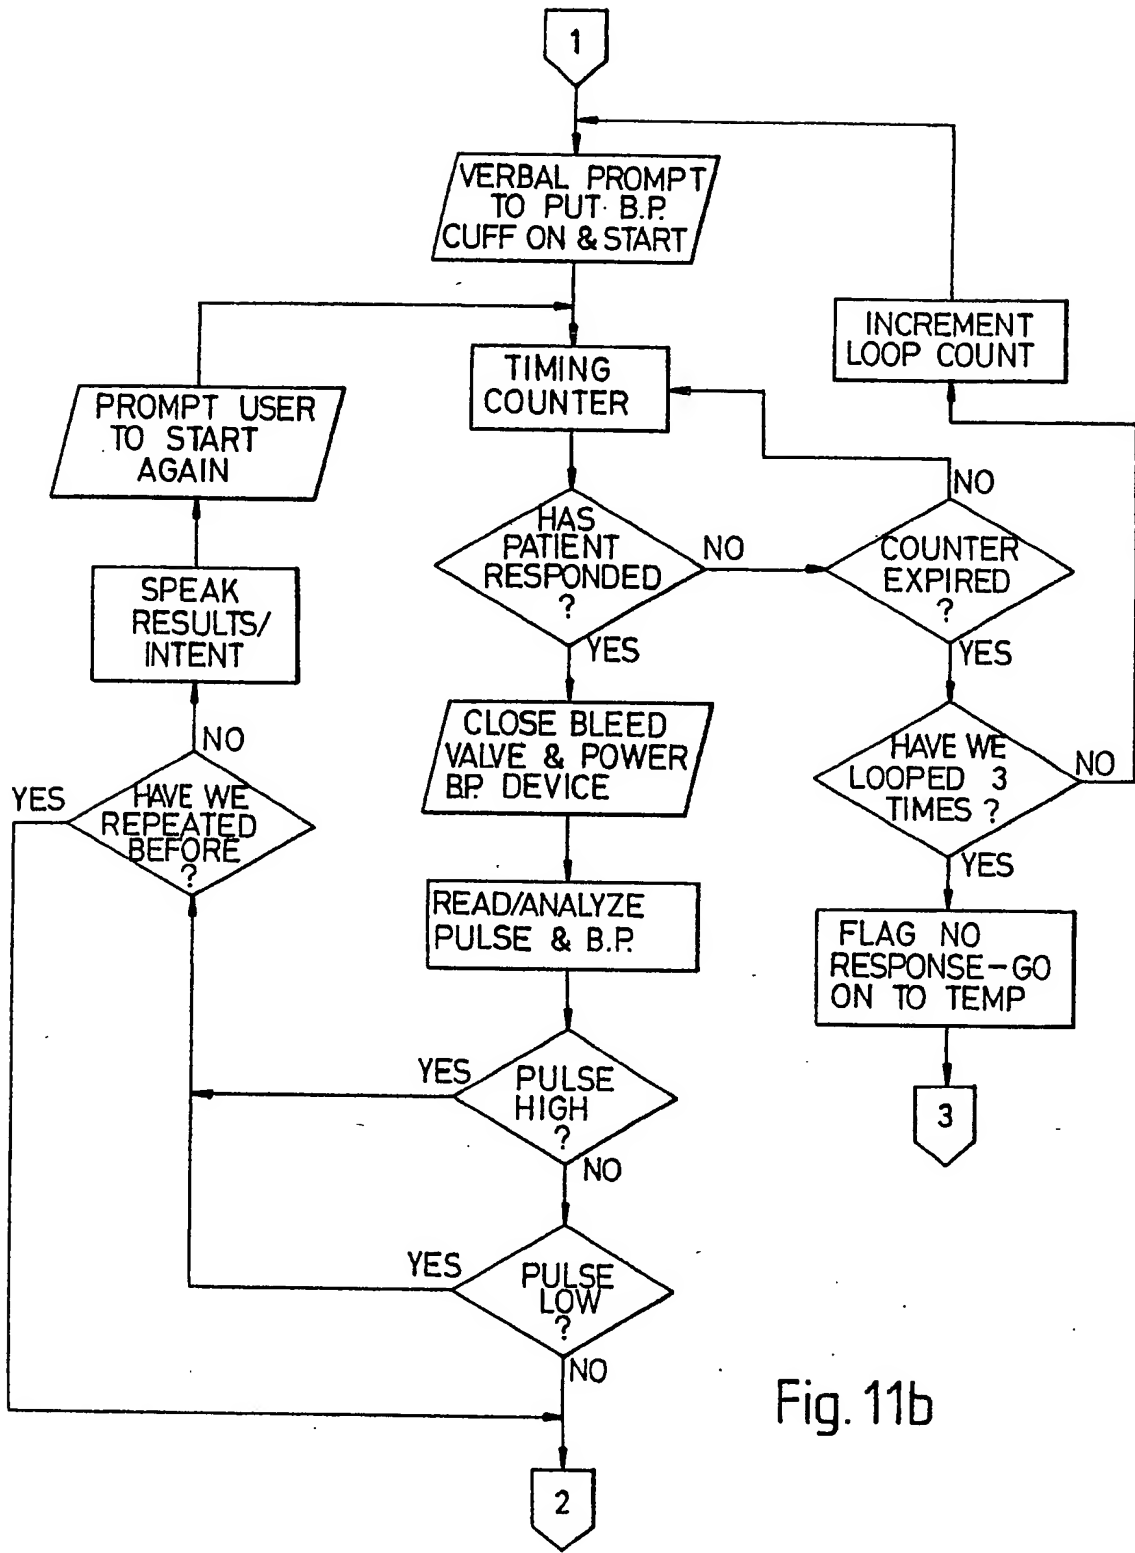 1
VERBAL PROMPT
TO PUT B.P.
CUFF ON & START
INCREMENT
LOOP COUNT
TIMING
COUNTER
PROMPT USER
TO START
AGAIN
NO
HAS
PATIENT
RESPONDED
?
NO
COUNTER
EXPIRED
?
YES
YES
SPEAK
RESULTS/
INTENT
NO
CLOSE BLEED
VALVE & POWER
B.P. DEVICE
HAVE WE
LOOPED 3
TIMES ?
NO
YES
YES
HAVE WE
REPEATED
BEFORE
?
READ/ANALYZE
PULSE & B.P.
FLAG NO
RESPONSE-GO
ON TO TEMP
3
YES
PULSE
HIGH
?
NO
YES
PULSE
LOW
?
NO
2
Fig. 11b